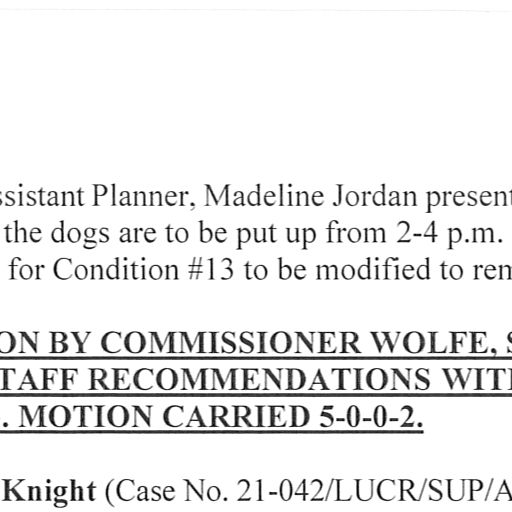 ssistant Planner, Madeline Jordan present
the dogs are to be put up from 2-4 p.m.
for Condition #13 to be modified to rem
ON BY COMMISSIONER WOLFE, S
TAFF RECOMMENDATIONS WITH
. MOTION CARRIED 5-0-0-2.
Knight (Case No. 21-042/LUCR/SUP/A